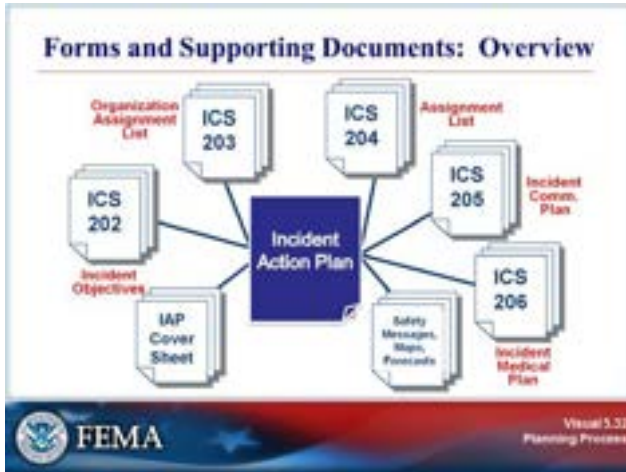 Forms and Supporting Documents: Overview
Organization
Assignment
List
ICS
203
ICS
204
Assignment
List
ICS
202
Incident
Objectives
ICS
205
Incident
Comm.
Plan
Incident
Action Plan
ICS
206
Incident
Medical
Plan
IAP
Cover
Sheet
Safety
Messages,
Maps,
Forecasts
FEMA
Visual 5.32
Planning Process